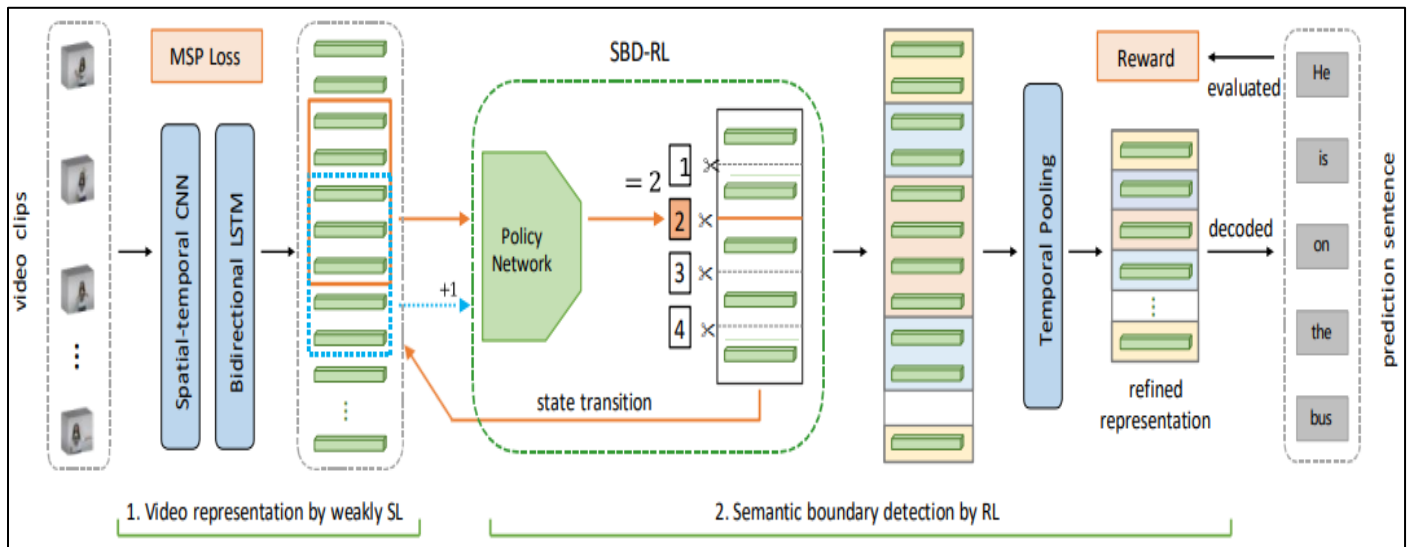 video clips
MSP Loss
Spatial-temporal CNN
Bidirectional LSTM
SBD-RL
Policy
Network
+1
= 2
1
2
3
4
state transition
Temporal Pooling
Reward
evaluated
decoded
refined
representation
He
is
on
the
bus
prediction sentence
1. Video representation by weakly SL
2. Semantic boundary detection by RL